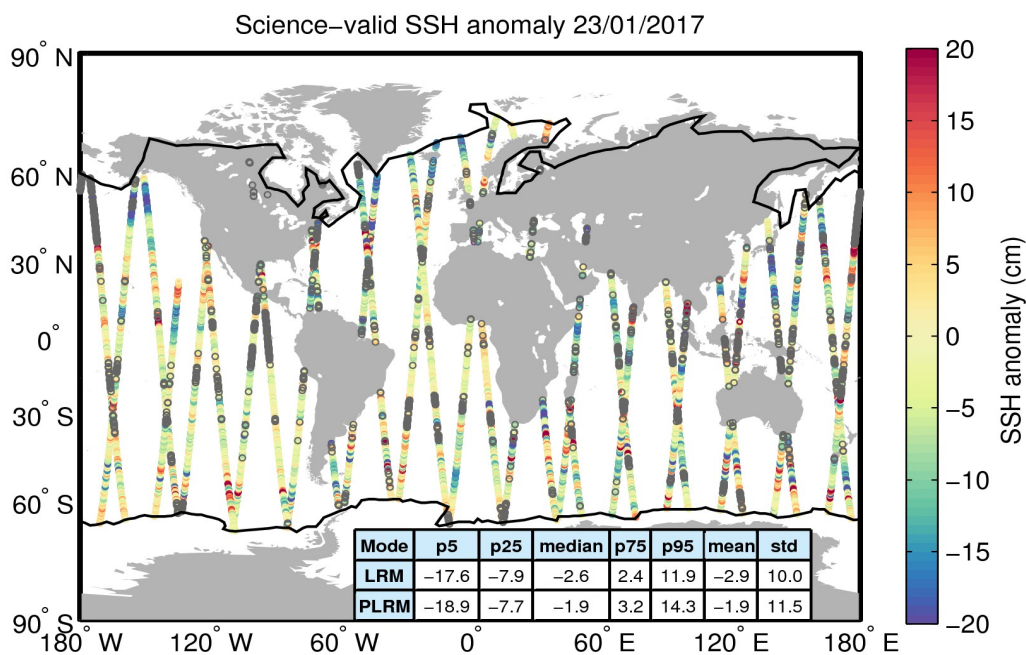 Science−valid SSH anomaly 23/01/2017
90° N
60° N
30° N
0°
30° S
60° S
90° S
180° W
120° W
60° W
0°
60° E
120° E
180° E
Mode p5 p25 median p75 p95 mean std
LRM −17.6 −7.9 −2.6 2.4 11.9 −2.9 10.0
PLRM −18.9 −7.7 −1.9 3.2 14.3 −1.9 11.5
20
15
10
5
0
−5
−10
−15
−20
SSH anomaly (cm)